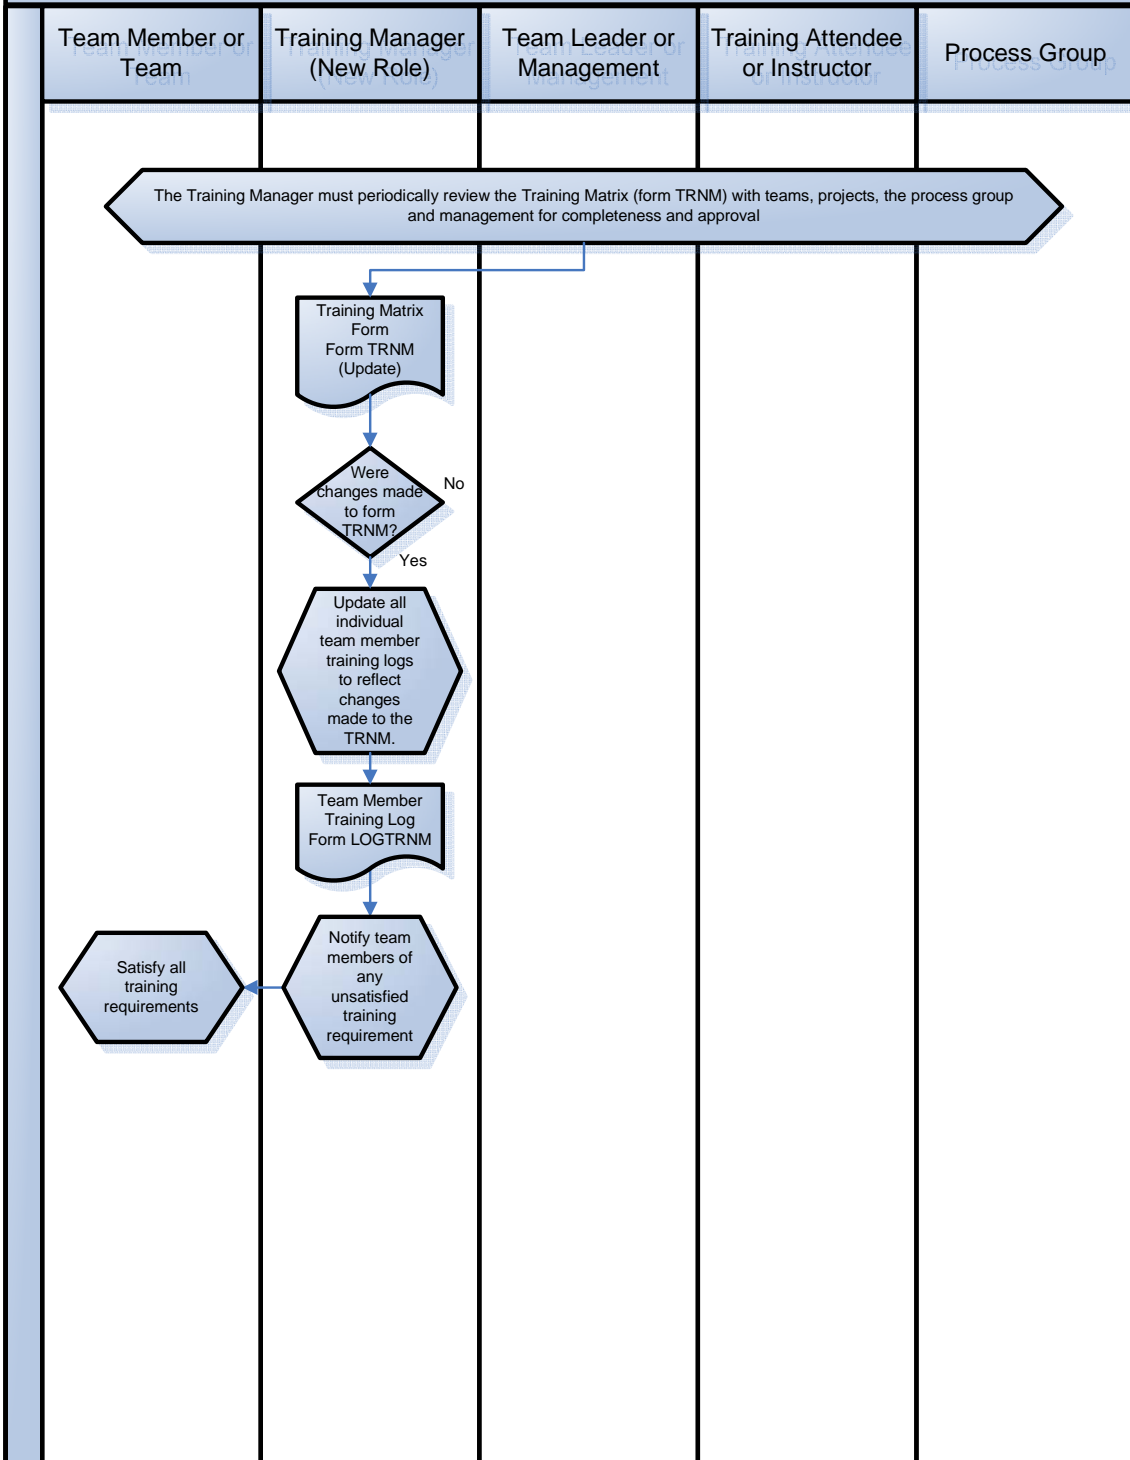 Team Member or
Team
Training Manager
(New Role)
Team Leader or
Management
Training Attendee
or Instructor
Process Group
The Training Manager must periodically review the Training Matrix (form TRNM) with teams, projects, the process group
and management for completeness and approval
Training Matrix
Form
Form TRNM
(Update)
Were
changes made
to form
TRNM?
No
Yes
Update all
individual
team member
training logs
to reflect
changes
made to the
TRNM.
Team Member
Training Log
Form LOGTRNM
Notify team
members of
any
unsatisfied
training
requirement
Satisfy all
training
requirements